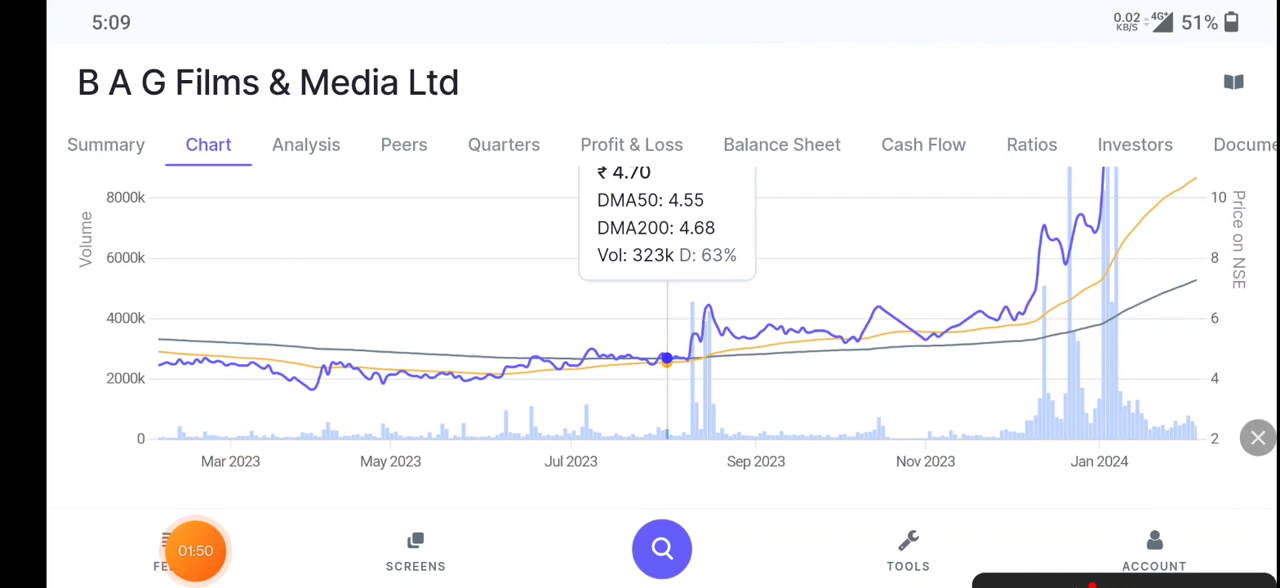 5:09
0.02 KB/S 4G+ 51%
B A G Films & Media Ltd
Summary Chart Analysis Peers Quarters Profit & Loss Balance Sheet Cash Flow Ratios Investors Docume
₹ 4.70
DMA50: 4.55
DMA200: 4.68
Vol: 323k D: 63%
Volume
8000k
6000k
4000k
2000k
0
10
8
6
4
2
Price on NSE
Mar 2023 May 2023 Jul 2023 Sep 2023 Nov 2023 Jan 2024
01:50
FE
SCREENS
TOOLS
ACCOUNT